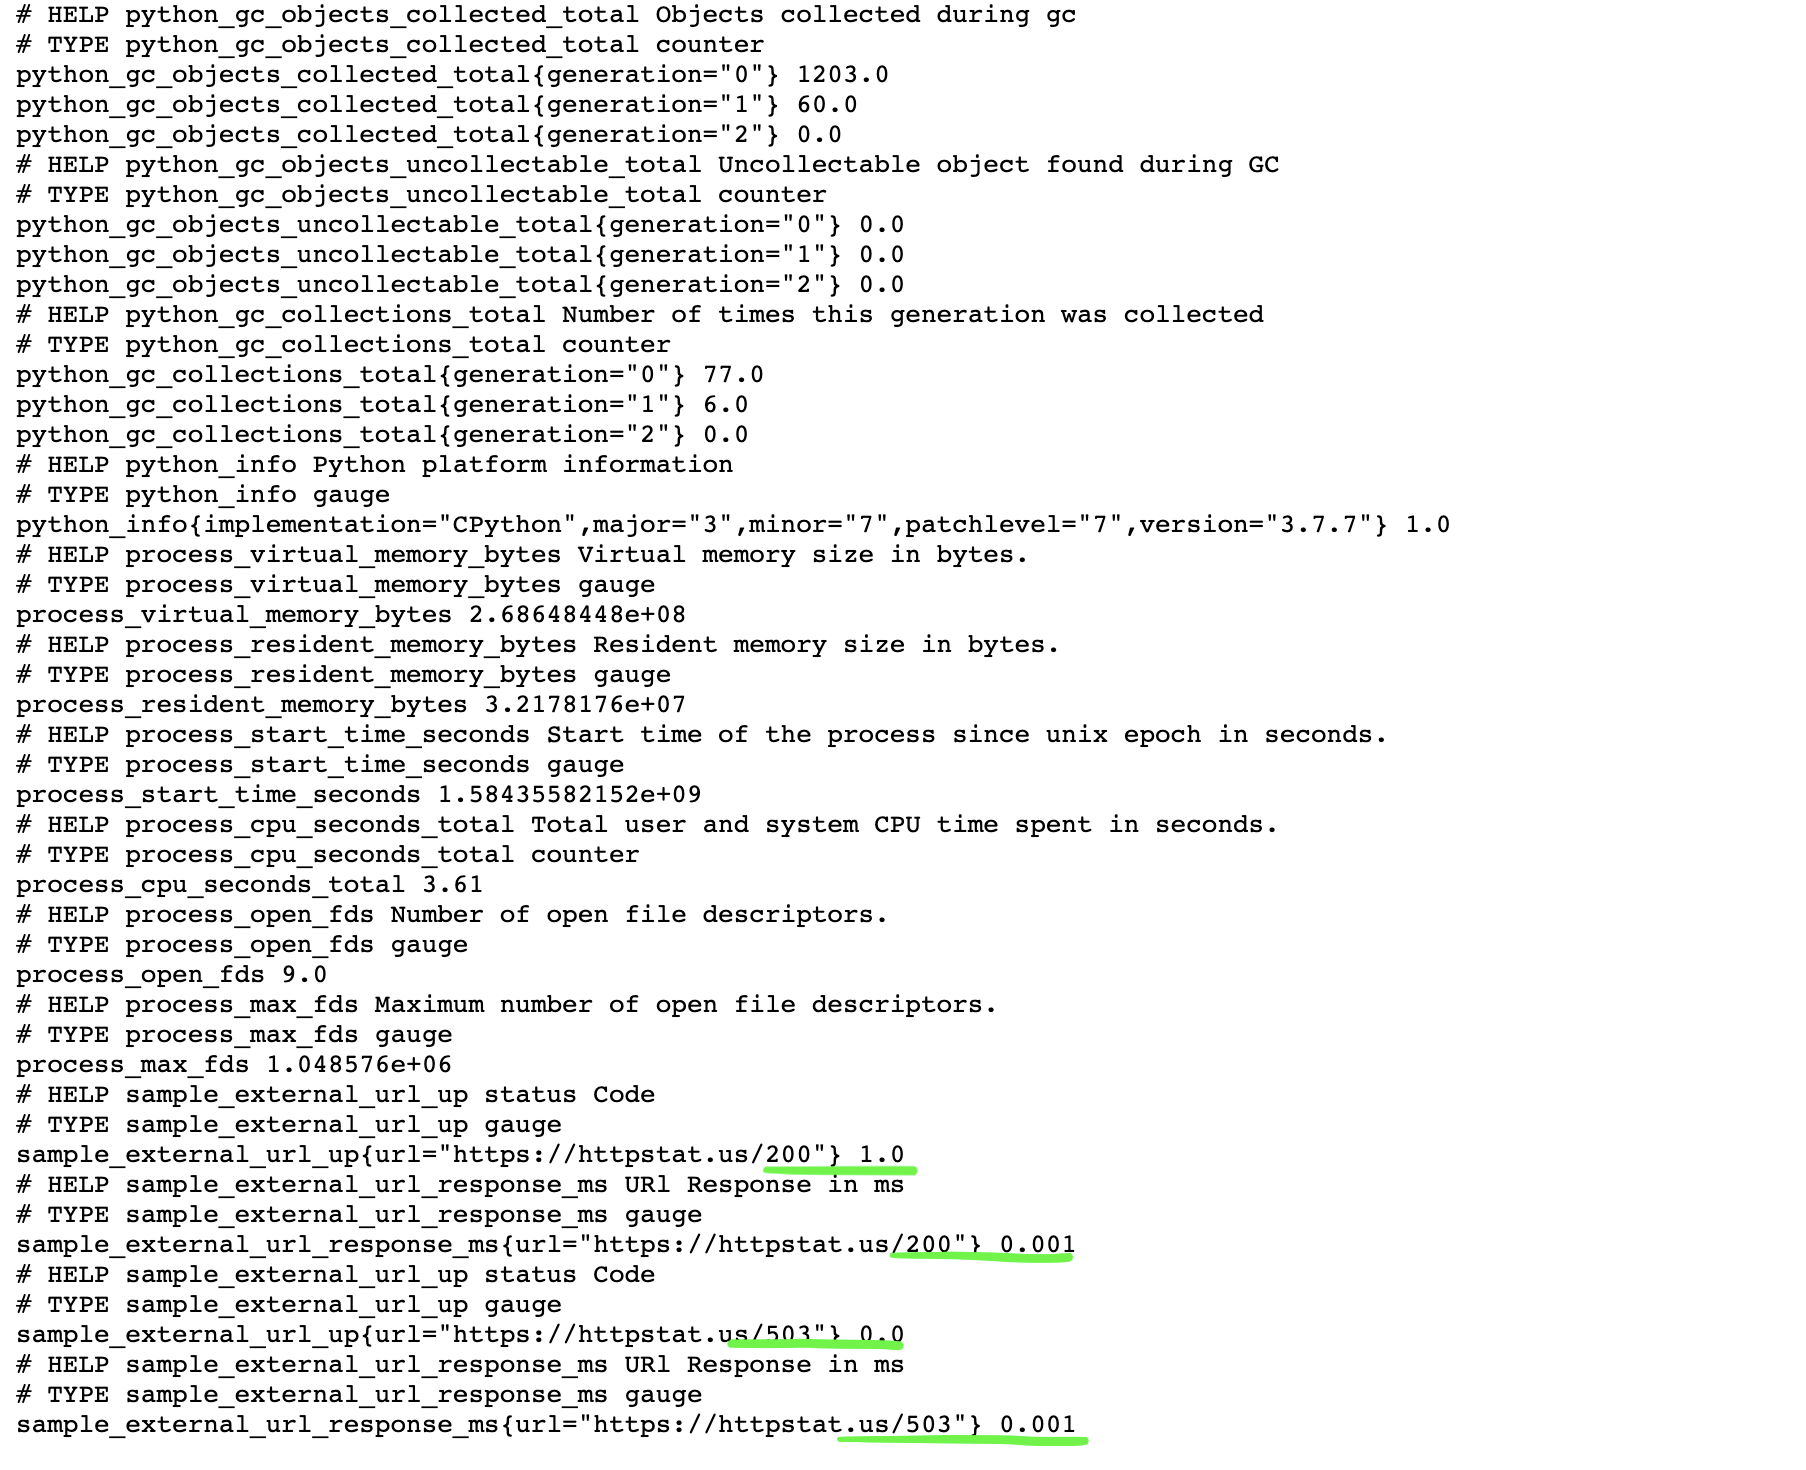 # HELP python_gc_objects_collected_total Objects collected during gc
# TYPE python_gc_objects_collected_total counter
python_gc_objects_collected_total{generation="0"} 1203.0
python_gc_objects_collected_total{generation="1"} 60.0
python_gc_objects_collected_total{generation="2"} 0.0
# HELP python_gc_objects_uncollectable_total Uncollectable object found during GC
# TYPE python_gc_objects_uncollectable_total counter
python_gc_objects_uncollectable_total{generation="0"} 0.0
python_gc_objects_uncollectable_total{generation="1"} 0.0
python_gc_objects_uncollectable_total{generation="2"} 0.0
# HELP python_gc_collections_total Number of times this generation was collected
# TYPE python_gc_collections_total counter
python_gc_collections_total{generation="0"} 77.0
python_gc_collections_total{generation="1"} 6.0
python_gc_collections_total{generation="2"} 0.0
# HELP python_info Python platform information
# TYPE python_info gauge
python_info{implementation="CPython",major="3",minor="7",patchlevel="7",version="3.7.7"} 1.0
# HELP process_virtual_memory_bytes Virtual memory size in bytes.
# TYPE process_virtual_memory_bytes gauge
process_virtual_memory_bytes 2.68648448e+08
# HELP process_resident_memory_bytes Resident memory size in bytes.
# TYPE process_resident_memory_bytes gauge
process_resident_memory_bytes 3.2178176e+07
# HELP process_start_time_seconds Start time of the process since unix epoch in seconds.
# TYPE process_start_time_seconds gauge
process_start_time_seconds 1.58435582152e+09
# HELP process_cpu_seconds_total Total user and system CPU time spent in seconds.
# TYPE process_cpu_seconds_total counter
process_cpu_seconds_total 3.61
# HELP process_open_fds Number of open file descriptors.
# TYPE process_open_fds gauge
process_open_fds 9.0
# HELP process_max_fds Maximum number of open file descriptors.
# TYPE process_max_fds gauge
process_max_fds 1.048576e+06
# HELP sample_external_url_up status Code
# TYPE sample_external_url_up gauge
sample_external_url_up{url="https://httpstat.us/200"} 1.0
# HELP sample_external_url_response_ms URl Response in ms
# TYPE sample_external_url_response_ms gauge
sample_external_url_response_ms{url="https://httpstat.us/200"} 0.001
# HELP sample_external_url_up status Code
# TYPE sample_external_url_up gauge
sample_external_url_up{url="https://httpstat.us/503"} 0.0
# HELP sample_external_url_response_ms URl Response in ms
# TYPE sample_external_url_response_ms gauge
sample_external_url_response_ms{url="https://httpstat.us/503"} 0.001